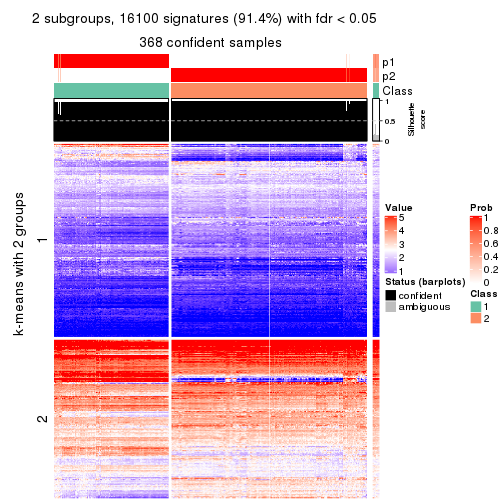 2 subgroups, 16100 signatures (91.4%) with fdr < 0.05
368 confident samples
p1
p2
Class
1
0.5
0
Silhouette
score
k-means with 2 groups
1
2
Value
5
4
3
2
1
Status (barplots)
confident
ambiguous
Prob
1
0.8
0.6
0.4
0.2
0
Class
1
2